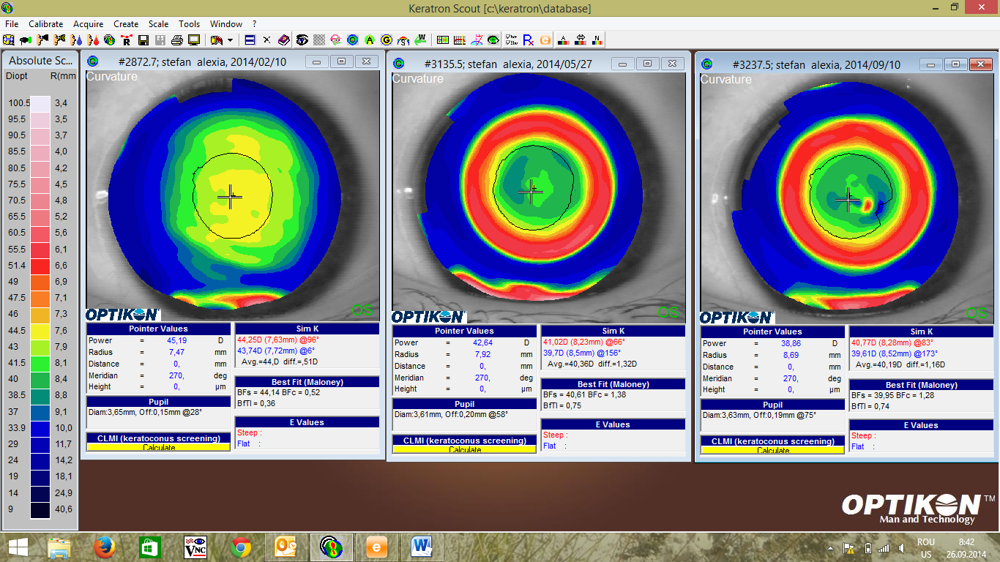 Keratron Scout [c:\keratron\database]
File Calibrate Acquire Create Scale Tools Window ?
Absolute Sc...
Diopt R(mm
100.5 3,4
95.5 3,5
90.5 3,7
85.5 4,0
80.5 4,2
75.5 4,5
70.5 4,8
65.5 5,2
60.5 5,6
55.5 6,1
51.4 6,6
49 6,9
47.5 7,1
46 7,3
44.5 7,6
43 7,9
41.5 8,1
40 8,4
38.5 8,8
37 9,1
33.9 10,0
29 11,7
24 14,2
19 18,1
14 24,9
9 40,6
#2872.7; stefan alexia, 2014/02/10
Curvature
OPTIKON
OS
Pointer Values
Power = 45,19 D
Radius = 7,47 mm
Distance = 0, mm
Meridian = 270, deg
Height = 0, µm
Pupil
Diam:3,65mm, Off:0,15mm @28°
CLMI (keratoconus screening)
Calculate
Sim K
44,25D (7,63mm) @96°
43,74D (7,72mm) @6°
Avg.=44,D diff.=,51D
Best Fit (Maloney)
BFs = 44,14 BFc = 0,52
BfTI = 0,36
E Values
Steep :
Flat :
#3135.5; stefan alexia, 2014/05/27
Curvature
OPTIKON
OS
Pointer Values
Power = 42,64 D
Radius = 7,92 mm
Distance = 0, mm
Meridian = 270, deg
Height = 0, µm
Pupil
Diam:3,61mm, Off:0,20mm @58°
CLMI (keratoconus screening)
Calculate
Sim K
41,02D (8,23mm) @66°
39,7D (8,5mm) @156°
Avg.=40,36D diff=1,32D
Best Fit (Maloney)
BFs = 40,61 BFc = 1,38
BfTI = 0,75
E Values
Steep :
Flat :
#3237.5; stefan alexia, 2014/09/10
Curvature
OPTIKON
OS
Pointer Values
Power = 38,86 D
Radius = 8,69 mm
Distance = 0, mm
Meridian = 270, deg
Height = 0, µm
Pupil
Diam:3,63mm, Off:0,19mm @75°
CLMI (keratoconus screening)
Calculate
Sim K
40,77D (8,28mm) @83°
39,61D (8,52mm) @173°
Avg.=40,19D diff=1,16D
Best Fit (Maloney)
BFs = 39,95 BFc = 1,28
BfTI = 0,74
E Values
Steep :
Flat :
OPTIKON TM
Man and Technology
VNC
ROU
US
8:42
26.09.2014